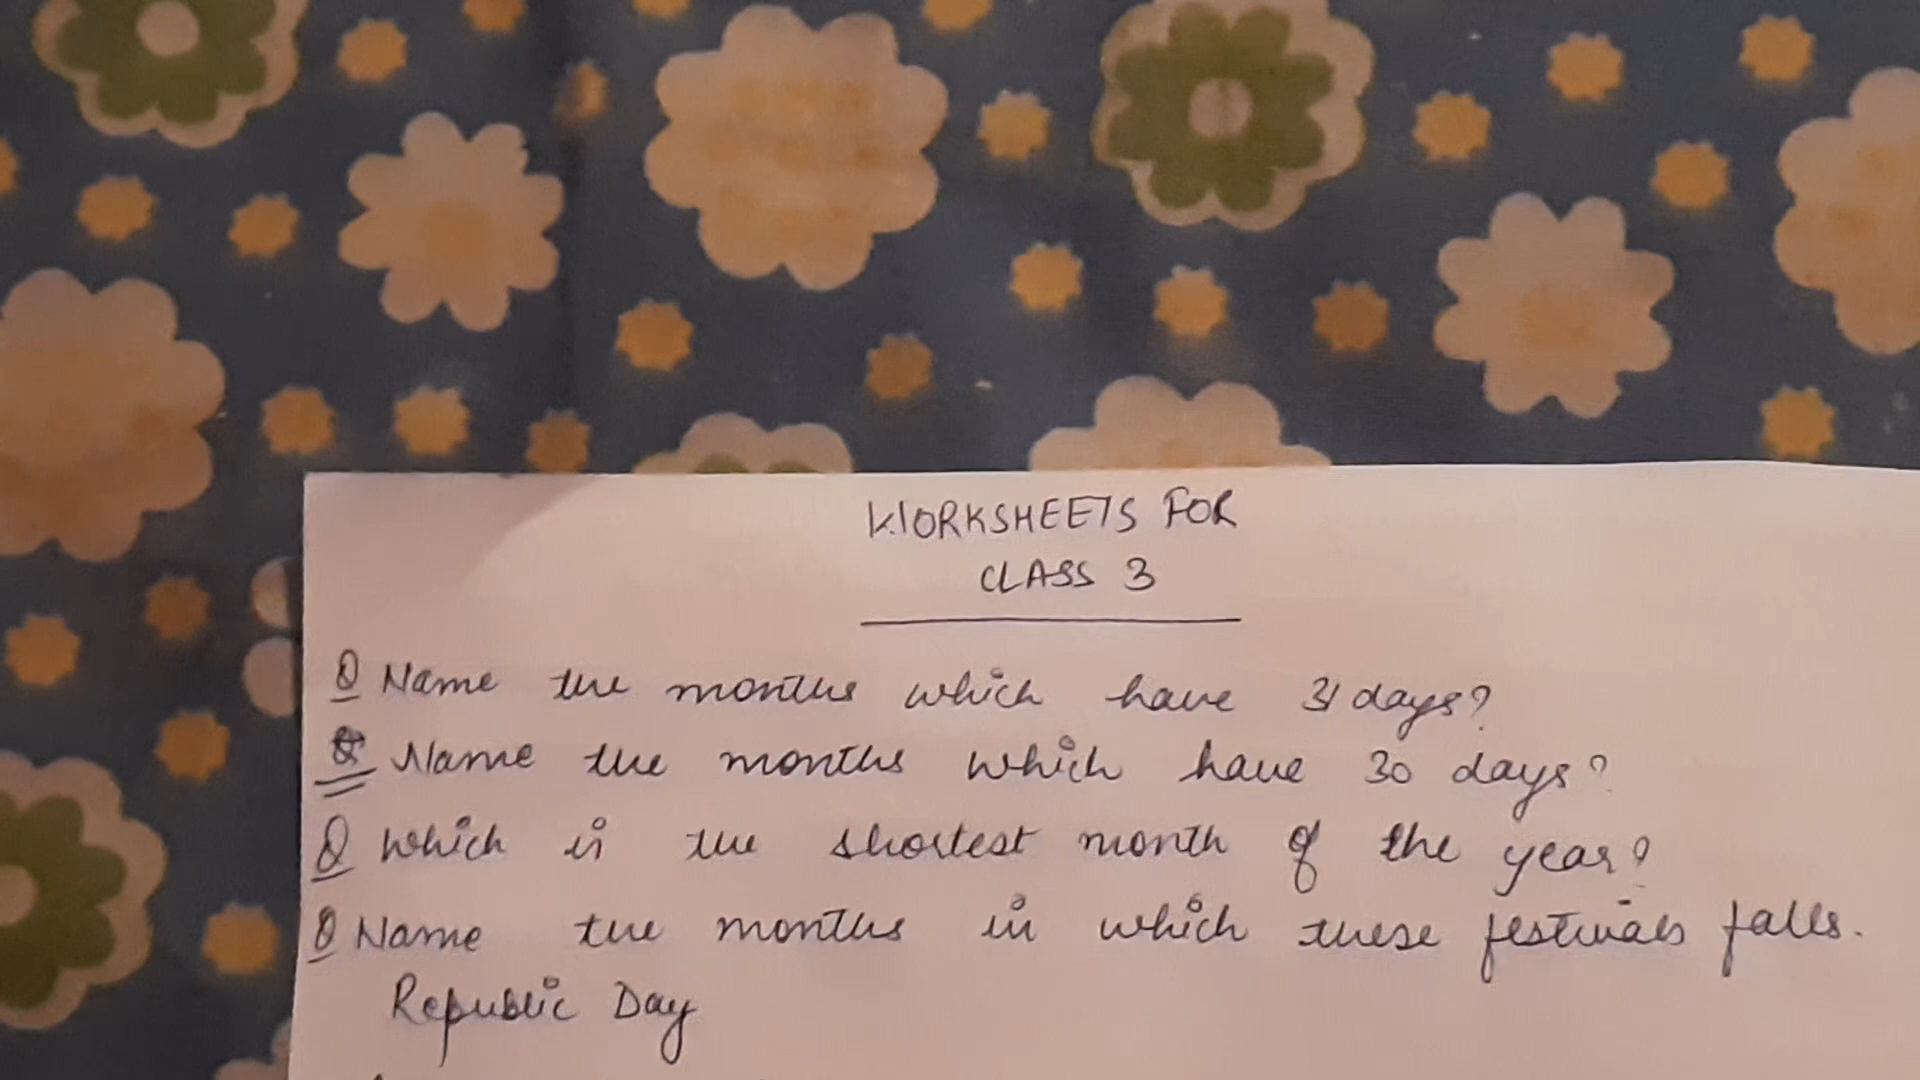 WORKSHEETS FOR
CLASS 3
Q Name the months which have 31 days?
Q Name the months which have 30 days?
Q Which is the shortest month of the year?
Q Name the months in which these festivals falls.
Republic Day